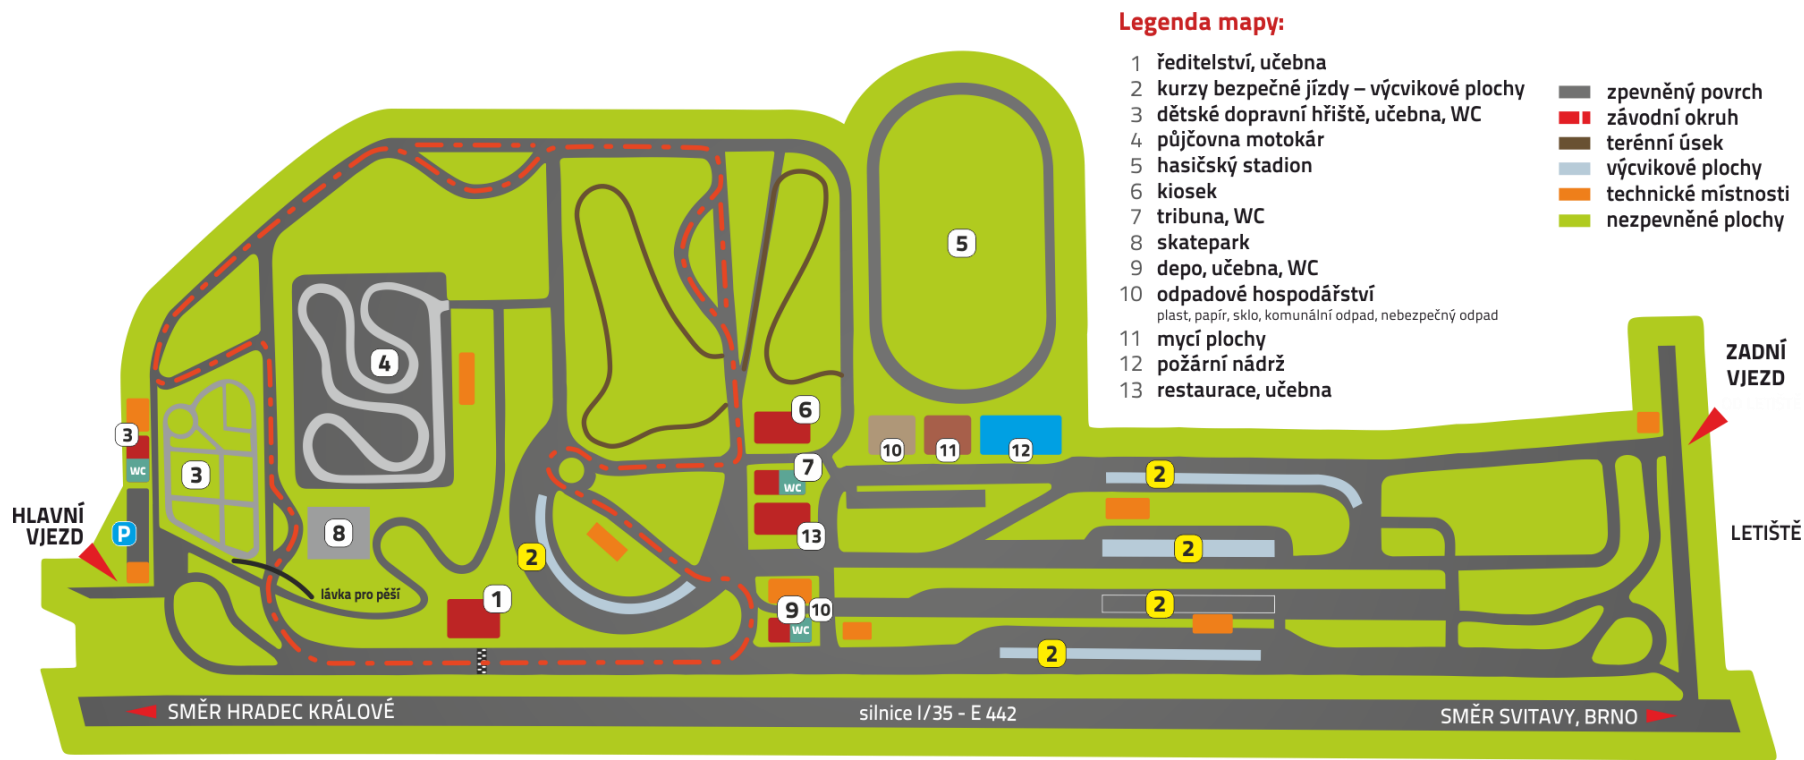 Legenda mapy:
1 ředitelství, učebna
2 kurzy bezpečné jízdy – výcvikové plochy
3 dětské dopravní hřiště, učebna, WC
4 půjčovna motokár
5 hasičský stadion
6 kiosek
7 tribuna, WC
8 skatepark
9 depo, učebna, WC
10 odpadové hospodářství
plast, papír, sklo, komunální odpad, nebezpečný odpad
11 mycí plochy
12 požární nádrž
13 restaurace, učebna
zpevněný povrch
závodní okruh
terénní úsek
výcvikové plochy
technické místnosti
nezpevněné plochy
5
4
6
3
WC
3
10
11
12
7
WC
2
ZADNÍ
VJEZD
HLAVNÍ
VJEZD
P
8
13
2
2
LETIŠTĚ
lávka pro pěší
1
9
10
WC
2
2
SMĚR HRADEC KRÁLOVÉ
silnice I/35 - E 442
SMĚR SVITAVY, BRNO